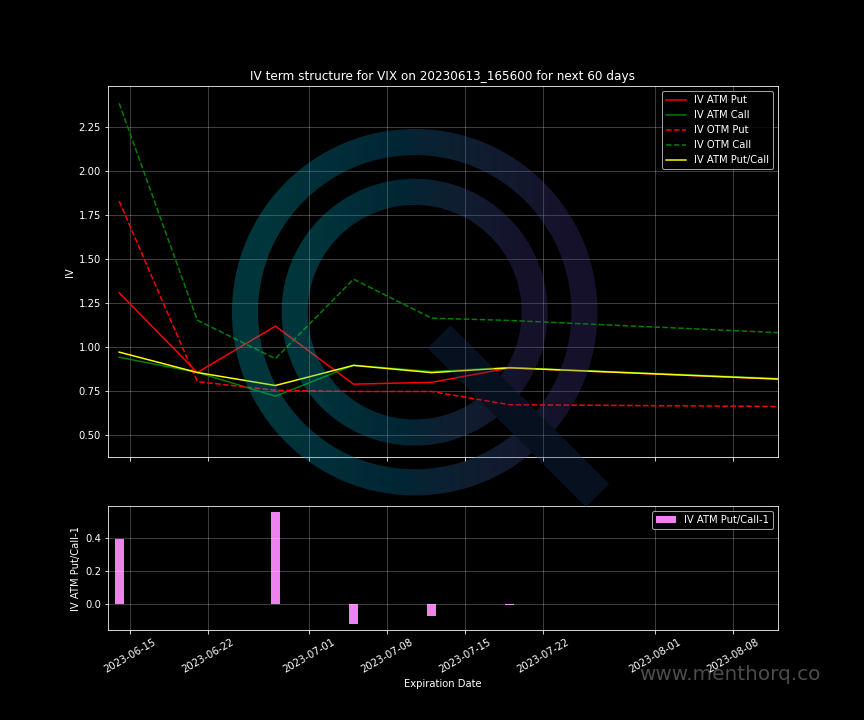 IV term structure for VIX on 20230613_165600 for next 60 days
IV ATM Put
IV ATM Call
IV OTM Put
IV OTM Call
IV ATM Put/Call
2.25
2.00
1.75
1.50
1.25
1.00
0.75
0.50
IV
IV ATM Put/Call-1
0.4
0.2
0.0
IV ATM Put/Call-1
2023-06-15
2023-06-22
2023-07-01
2023-07-08
2023-07-15
2023-07-22
2023-08-01
2023-08-08
Expiration Date
www.menthorq.co